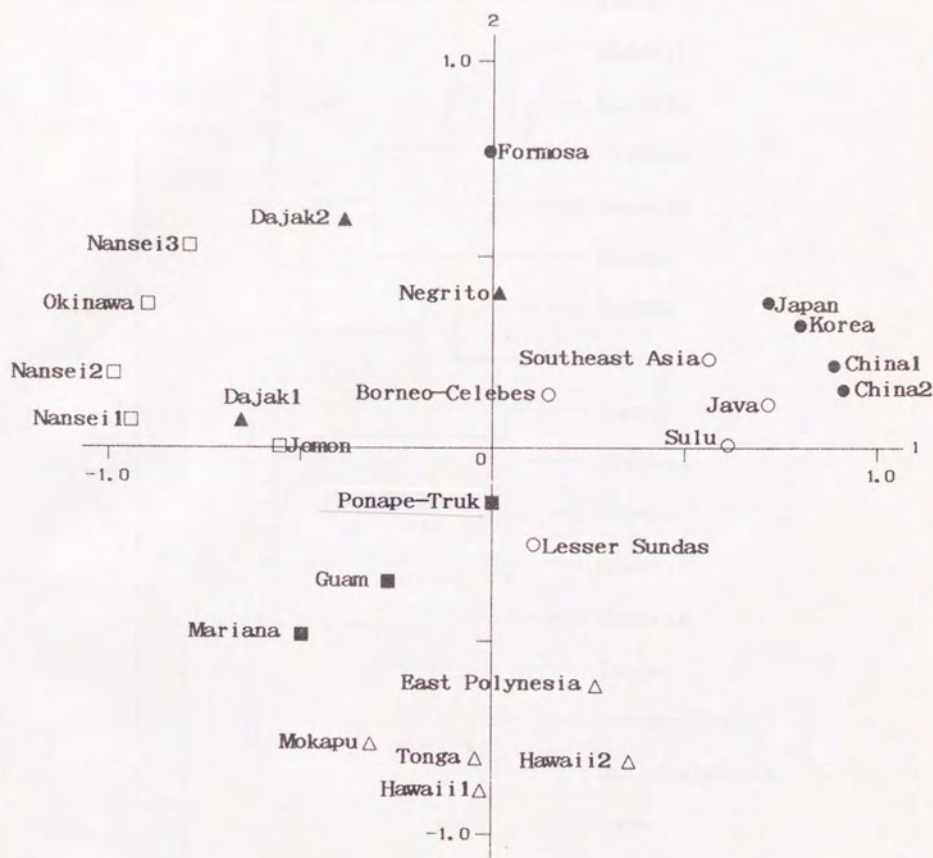 2
1.0
Formosa
Dajak2
Nansei3
Negrito
Okinawa
Japan
Korea
Southeast Asia
China1
Nansei2
China2
Borneo-Celebes
Java
Dajak1
Nansei1
Sulu
Jomon
1
-1.0
0
1.0
Ponape-Truk
Lesser Sundas
Guam
Mariana
East Polynesia
Mokapu
Tonga
Hawaii2
Hawaii1
-1.0